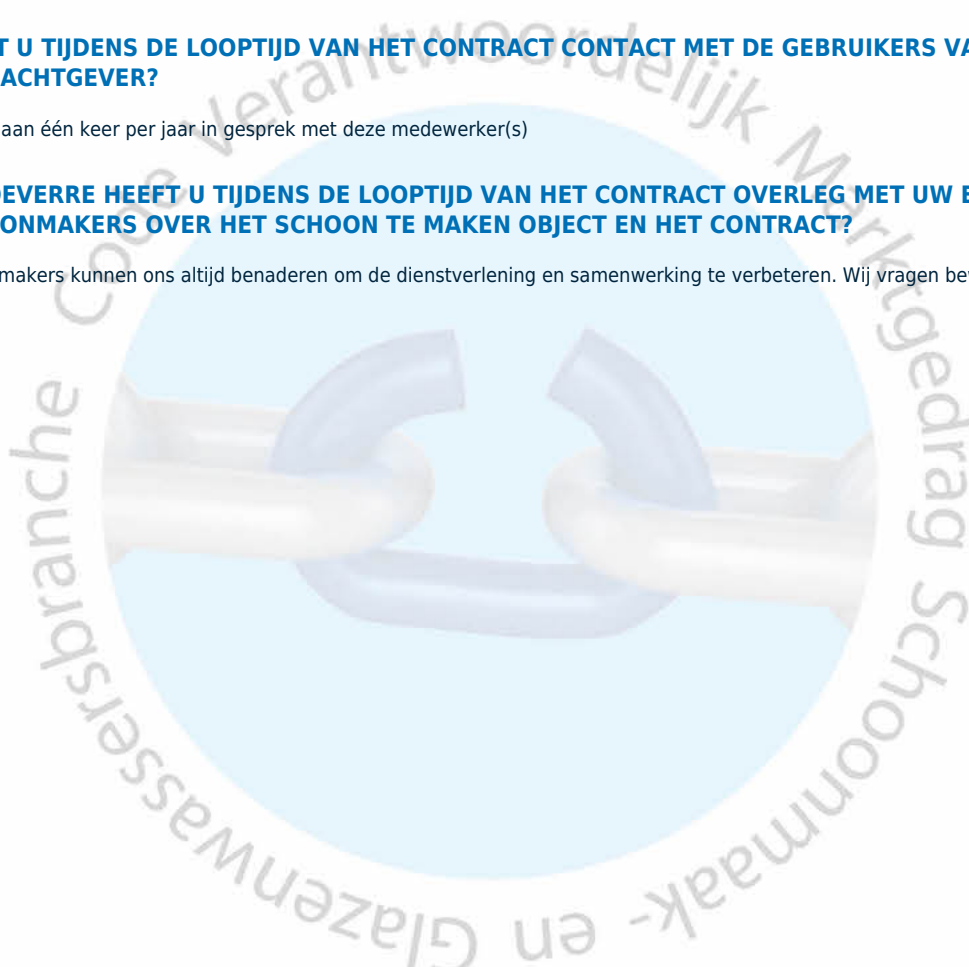 T U TIJDENS DE LOOPTIJD VAN HET CONTRACT CONTACT MET DE GEBRUIKERS VA
ACHTGEVER?
aan één keer per jaar in gesprek met deze medewerker(s)
DEVERRE HEEFT U TIJDENS DE LOOPTIJD VAN HET CONTRACT OVERLEG MET UW E
ONMAKERS OVER HET SCHOON TE MAKEN OBJECT EN HET CONTRACT?
makers kunnen ons altijd benaderen om de dienstverlening en samenwerking te verbeteren. Wij vragen be
Code Verantwoordelijk Marktgedrag Schoonmaak- en Glazenwassersbranche